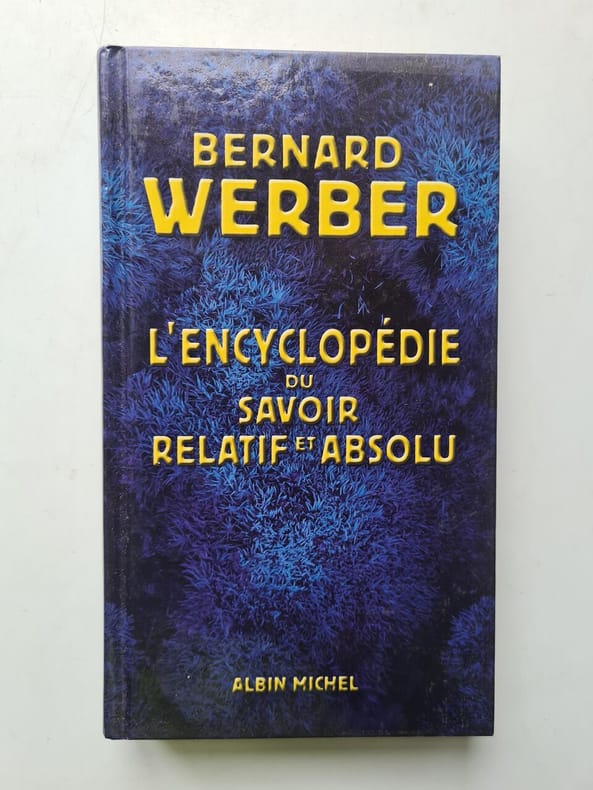 BERNARD
WERBER
L'ENCYCLOPÉDIE
DU
SAVOIR
RELATIF ET ABSOLU
ALBIN MICHEL